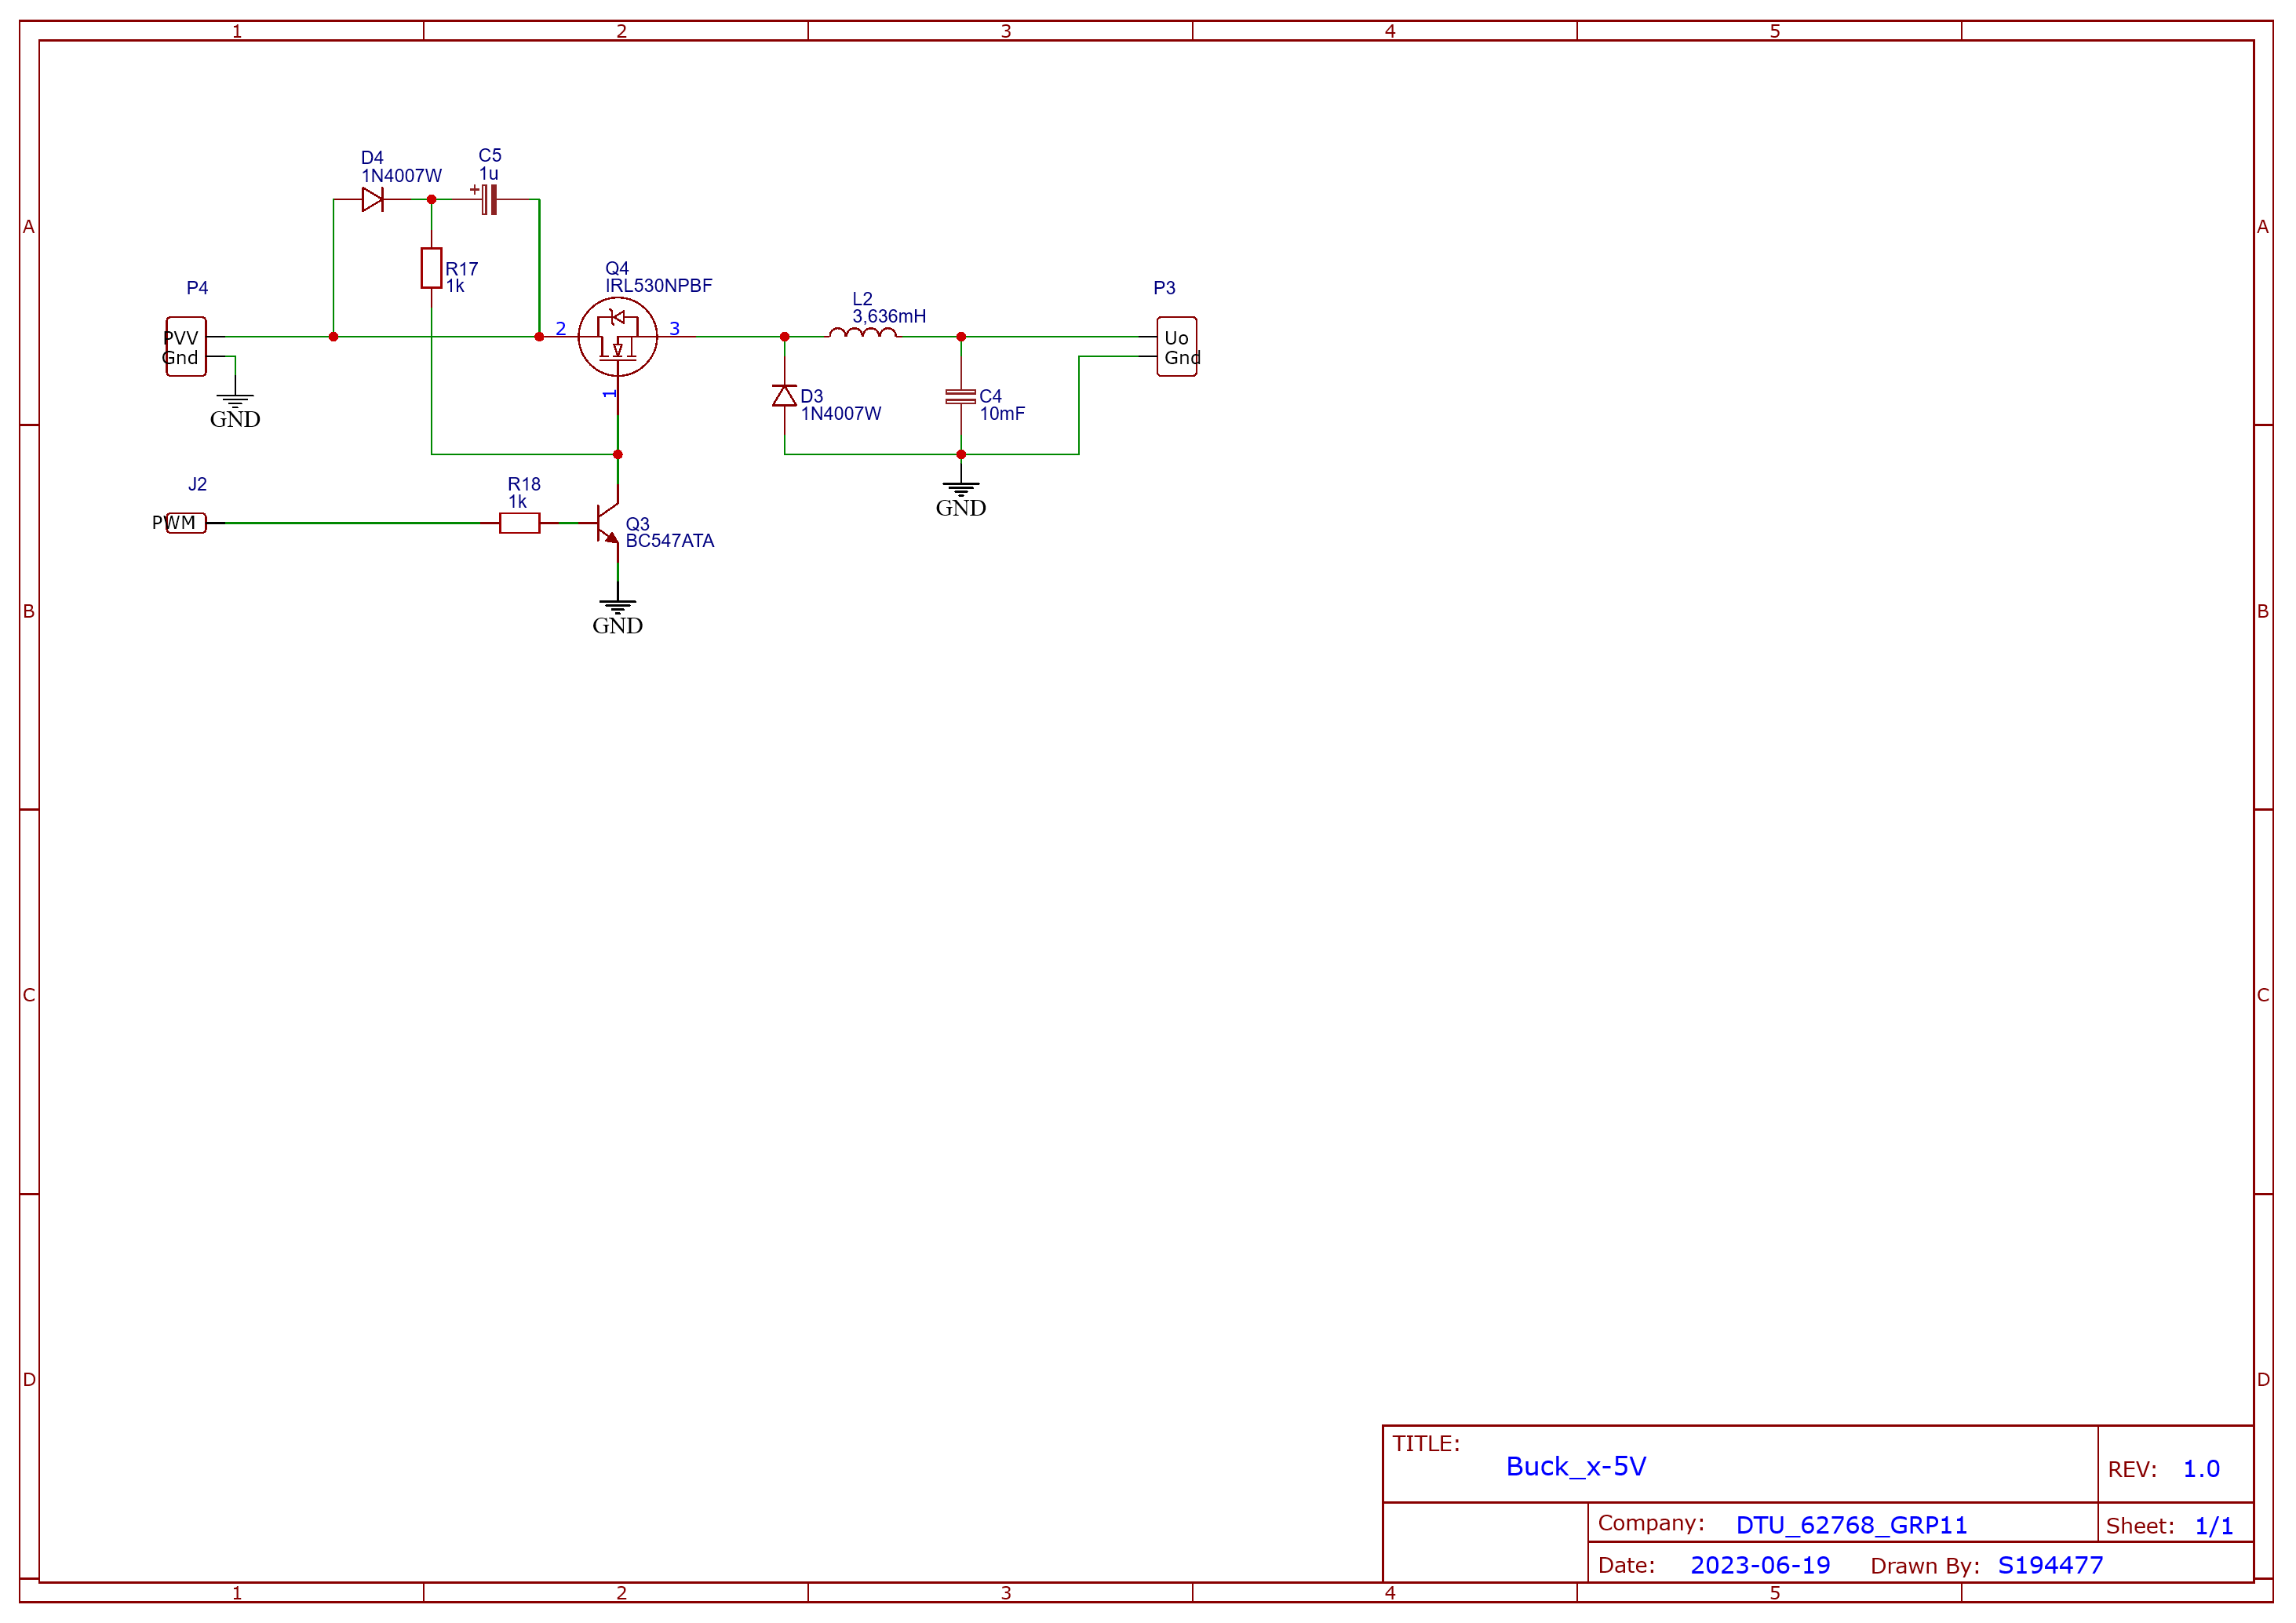 1 2 3 4 5
A A
D4
1N4007W
C5
1u
+
R17
1k
Q4
IRL530NPBF
P4
PVV
Gnd
GND
2 3
1
L2
3,636mH
P3
Uo
Gnd
D3
1N4007W
C4
10mF
GND
J2
PWM
R18
1k
Q3
BC547ATA
GND
B B
C C
D D
TITLE:
Buck_x-5V
REV: 1.0
Company: DTU_62768_GRP11
Sheet: 1/1
Date: 2023-06-19 Drawn By: S194477
1 2 3 4 5